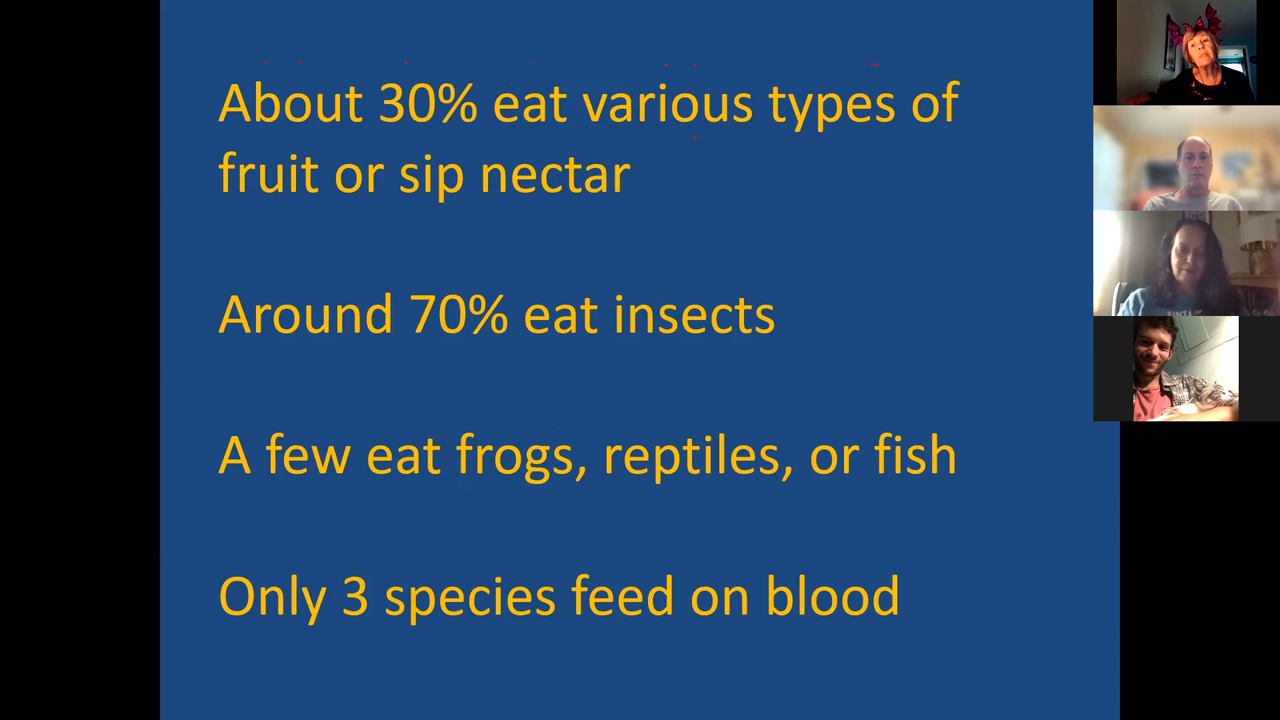 About 30% eat various types of
fruit or sip nectar
Around 70% eat insects
A few eat frogs, reptiles, or fish
Only 3 species feed on blood